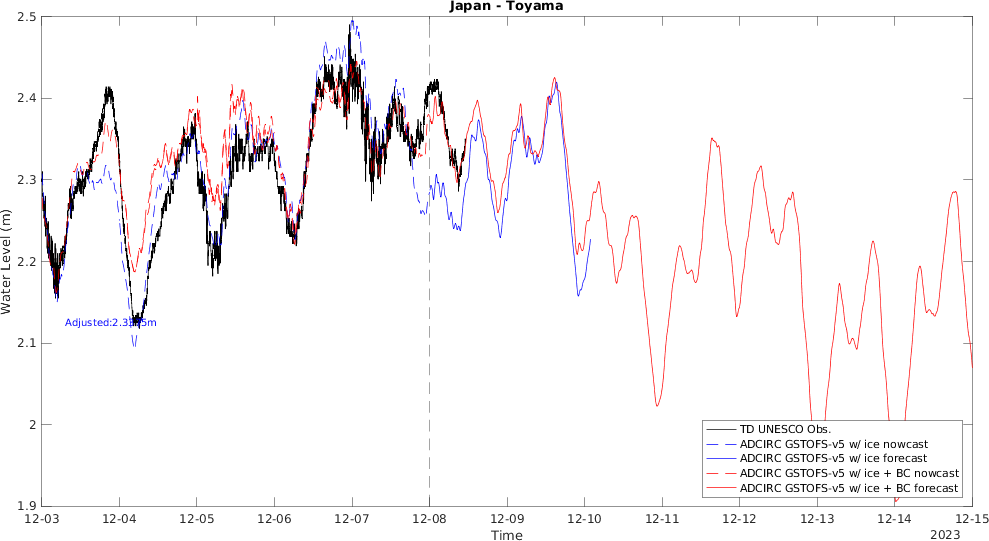 Japan - Toyama
2.5
2.4
2.3
2.2
2.1
2
1.9
Water Level (m)
TD UNESCO Obs.
ADCIRC GSTOFS-v5 w/ ice nowcast
ADCIRC GSTOFS-v5 w/ ice forecast
ADCIRC GSTOFS-v5 w/ ice + BC nowcast
ADCIRC GSTOFS-v5 w/ ice + BC forecast
12-03 12-04 12-05 12-06 12-07 12-08 12-09 12-10 12-11 12-12 12-13 12-14 12-15
Time
2023